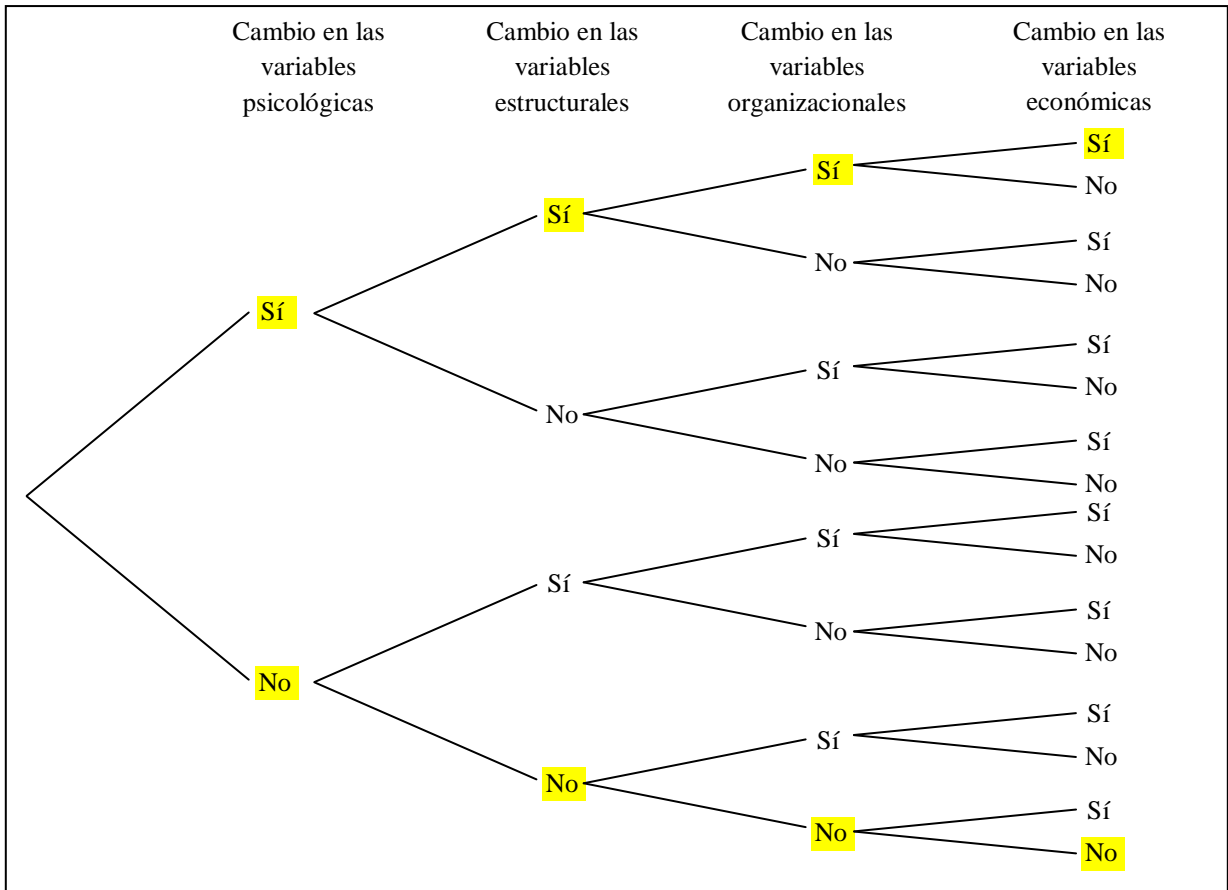 Cambio en las
variables
psicológicas
Cambio en las
variables
estructurales
Cambio en las
variables
organizacionales
Cambio en las
variables
económicas
Sí
Sí
No
Sí
Sí
No
No
Sí
Sí
Sí
No
No
Sí
No
No
Sí
Sí
No
Sí
Sí
No
No
No
Sí
Sí
No
No
Sí
No
No